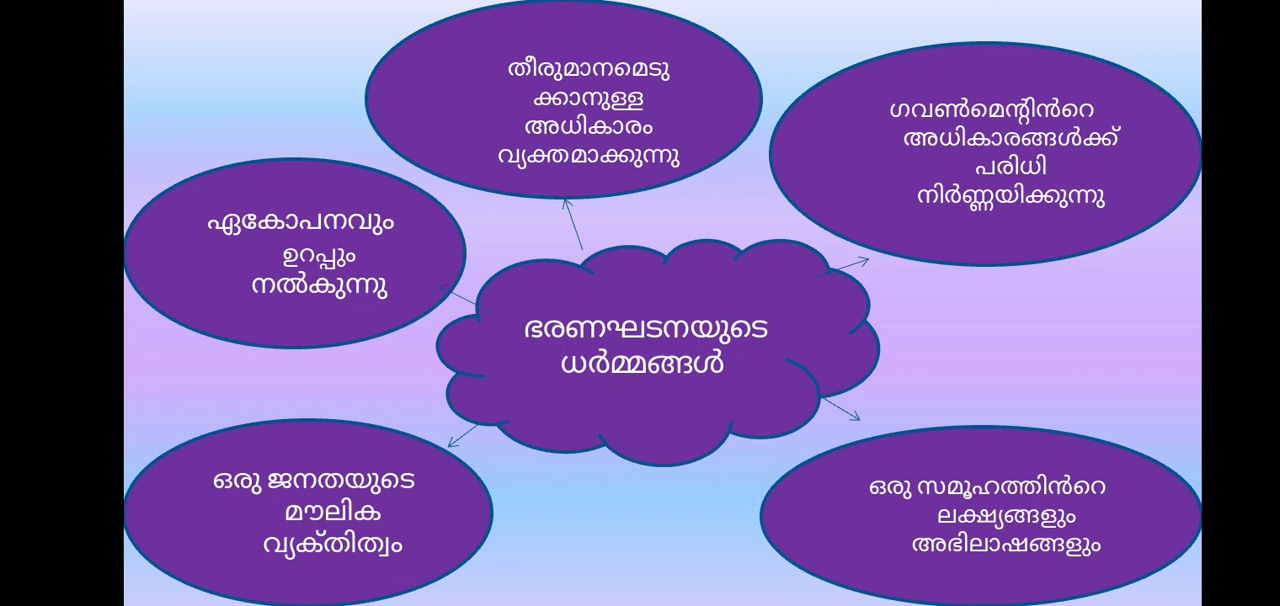 തീരുമാനമെടു
ക്കാനുള്ള
അധികാരം
വ്യക്തമാക്കുന്നു
ഗവൺമെന്റിൻറെ
അധികാരങ്ങൾക്ക്
പരിധി
നിർണ്ണയിക്കുന്നു
ഏകോപനവും
ഉറപ്പും
നൽകുന്നു
ഭരണഘടനയുടെ
ധർമ്മങ്ങൾ
ഒരു ജനതയുടെ
മൗലിക
വ്യക്തിത്വം
ഒരു സമൂഹത്തിൻറെ
ലക്ഷ്യങ്ങളും
അഭിലാഷങ്ങളും